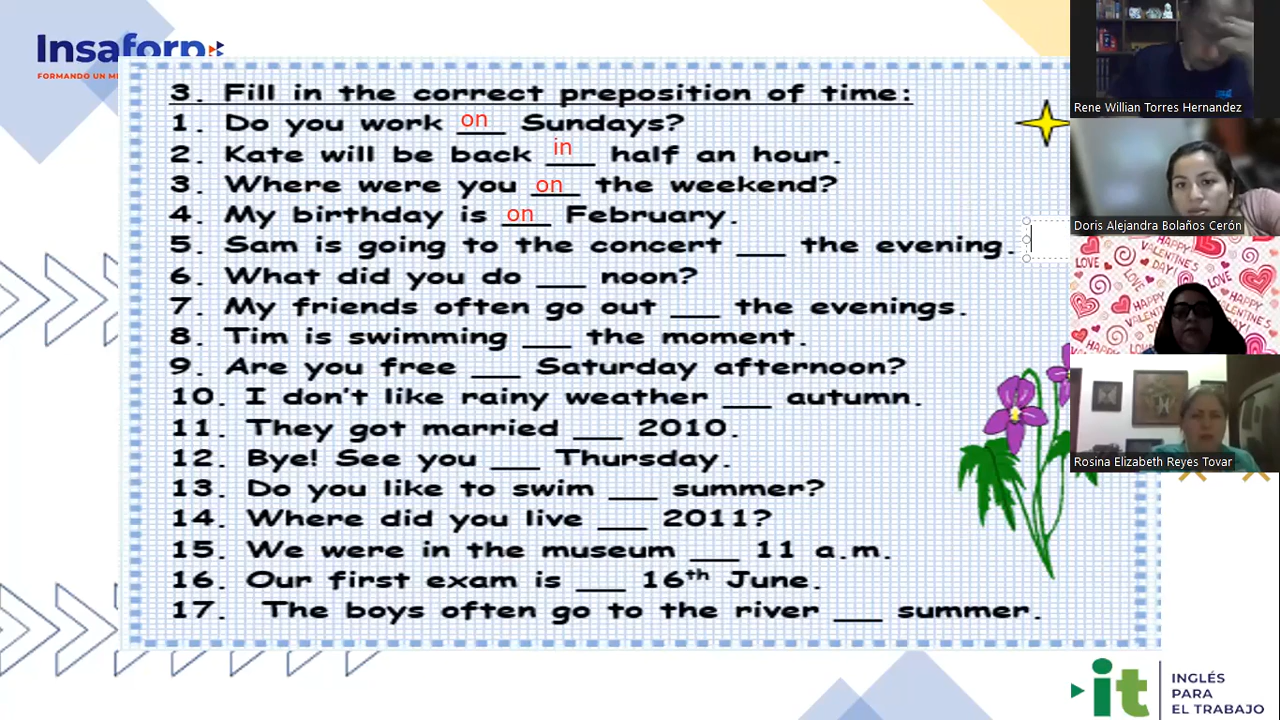 Insaforp
FORMANDO UN MI
3. Fill in the correct preposition of time:
1. Do you work on Sundays?
2. Kate will be back in half an hour.
3. Where were you on the weekend?
4. My birthday is on February.
5. Sam is going to the concert ___ the evening.
6. What did you do ___ noon?
7. My friends often go out ___ the evenings.
8. Tim is swimming ___ the moment.
9. Are you free ___ Saturday afternoon?
10. I don't like rainy weather ___ autumn.
11. They got married ___ 2010.
12. Bye! See you ___ Thursday.
13. Do you like to swim ___ summer?
14. Where did you live ___ 2011?
15. We were in the museum ___ 11 a.m.
16. Our first exam is ___ 16th June.
17. The boys often go to the river ___ summer.
Rene Willian Torres Hernandez
Doris Alejandra Bolaños Cerón
HAPPY VALENTINE'S DAY!
LOVE
Rosina Elizabeth Reyes Tovar
it
INGLÉS
PARA
EL TRABAJO